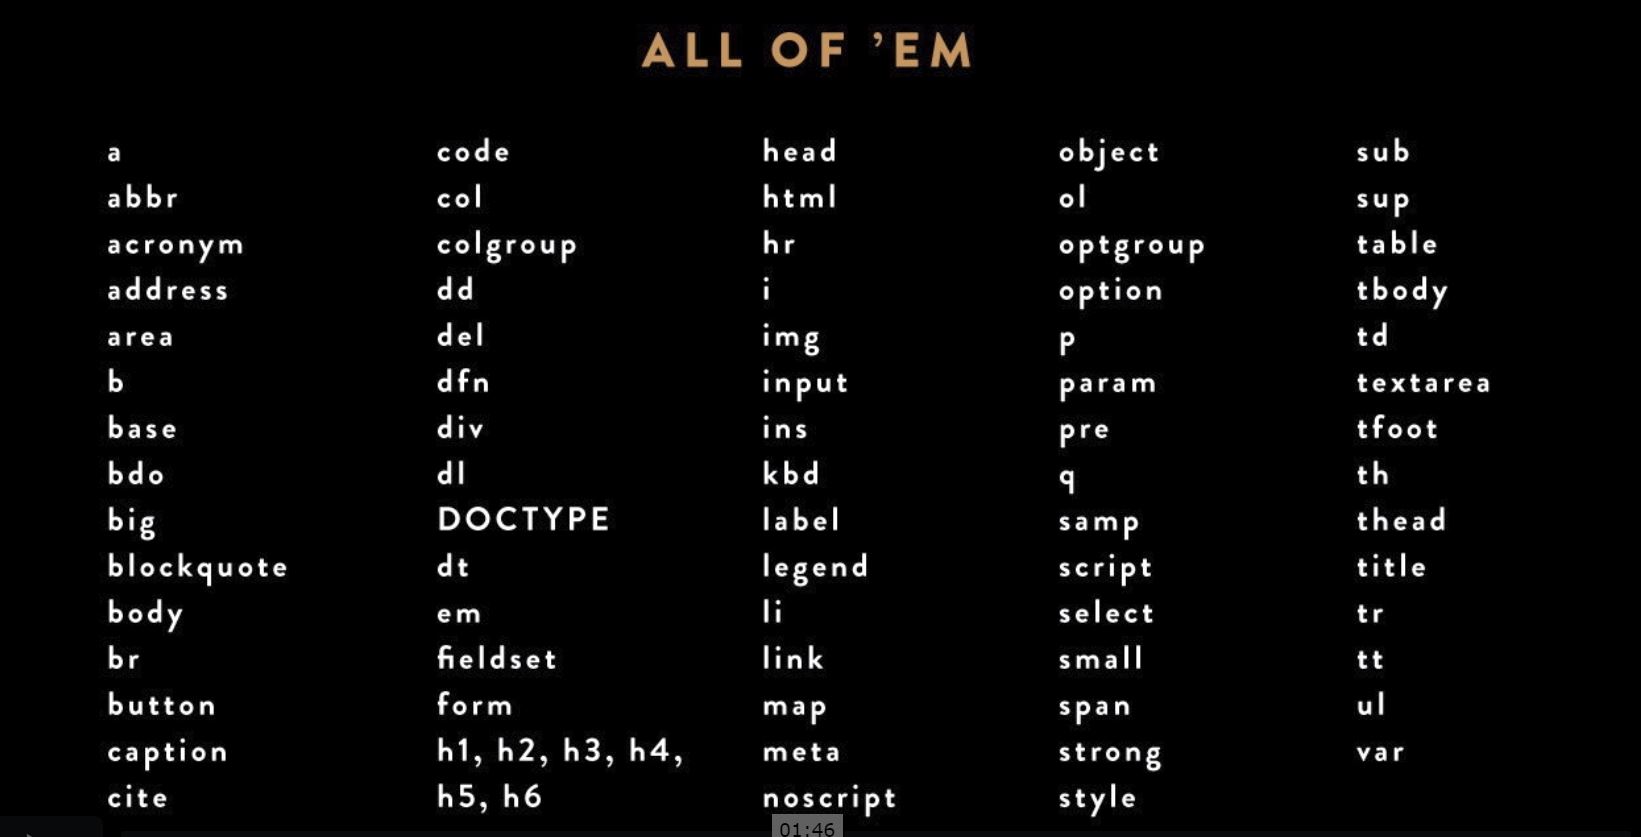 ALL OF ’EM
a
abbr
acronym
address
area
b
base
bdo
big
blockquote
body
br
button
caption
cite
code
col
colgroup
dd
del
dfn
div
dl
DOCTYPE
dt
em
fieldset
form
h1, h2, h3, h4,
h5, h6
head
html
hr
i
img
input
ins
kbd
label
legend
li
link
map
meta
noscript
object
ol
optgroup
option
p
param
pre
q
samp
script
select
small
span
strong
style
sub
sup
table
tbody
td
textarea
tfoot
th
thead
title
tr
tt
ul
var
01:46